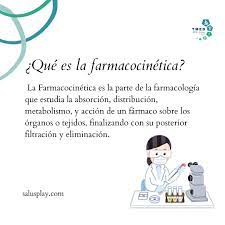 ¿Qué es la farmacocinética?
La Farmacocinética es la parte de la farmacología
que estudia la absorción, distribución,
metabolismo, y acción de un fármaco sobre los
órganos o tejidos, finalizando con su posterior
filtración y eliminación.
salusplay.com